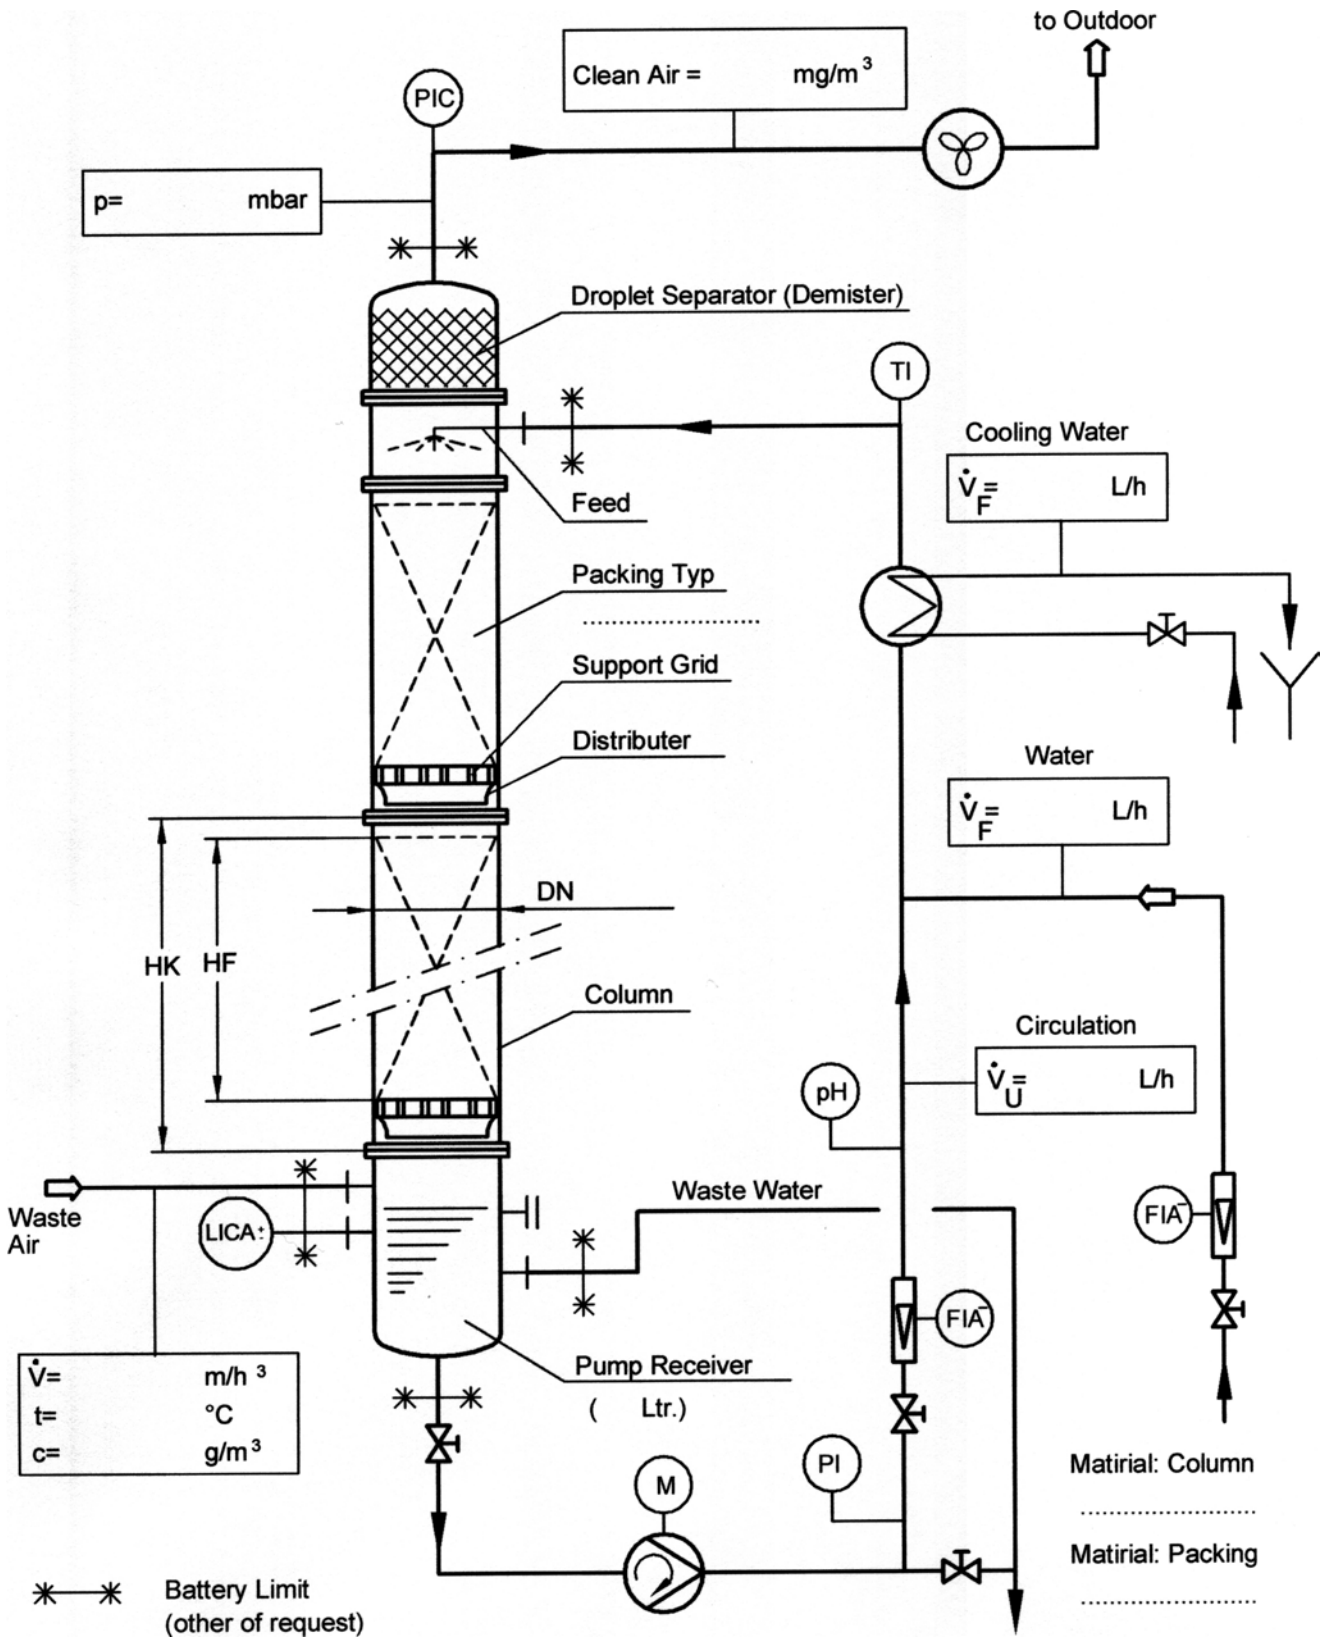 to Outdoor
Clean Air = mg/m³
PIC
p= mbar
Droplet Separator (Demister)
TI
Cooling Water
V̇F= L/h
Feed
Packing Typ
....................
Support Grid
Distributer
Water
V̇F= L/h
DN
HK
HF
Column
Circulation
V̇U= L/h
pH
Waste Water
Waste
Air
LICA±
FIA−
FIA−
V̇= m/h³
t= °C
c= g/m³
Pump Receiver
( Ltr.)
M
PI
Matirial: Column
....................
Matirial: Packing
....................
Battery Limit
(other of request)